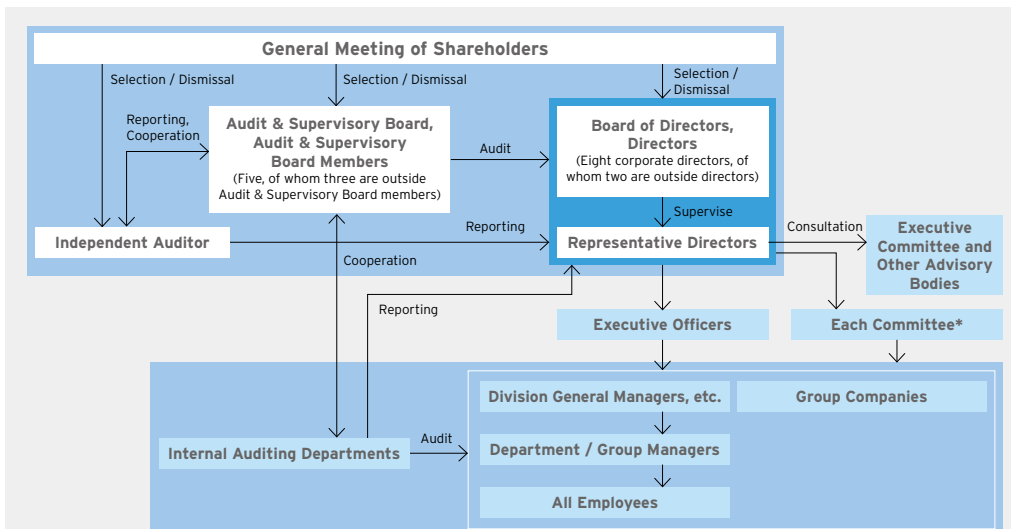 General Meeting of Shareholders
Selection / Dismissal
Selection / Dismissal
Selection /
Dismissal
Reporting,
Cooperation
Audit & Supervisory Board,
Audit & Supervisory
Board Members
(Five, of whom three are outside
Audit & Supervisory Board members)
Audit
Board of Directors,
Directors
(Eight corporate directors, of
whom two are outside directors)
Supervise
Independent Auditor
Reporting
Representative Directors
Consultation
Executive
Committee and
Other Advisory
Bodies
Cooperation
Reporting
Executive Officers
Each Committee*
Division General Managers, etc.
Group Companies
Internal Auditing Departments
Audit
Department / Group Managers
All Employees